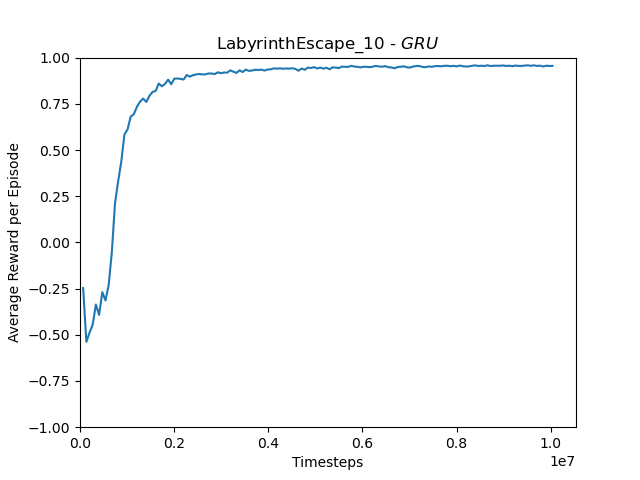 LabyrinthEscape_10 - GRU
1.00
0.75
0.50
0.25
0.00
−0.25
−0.50
−0.75
−1.00
Average Reward per Episode
0.0 0.2 0.4 0.6 0.8 1.0
1e7
Timesteps